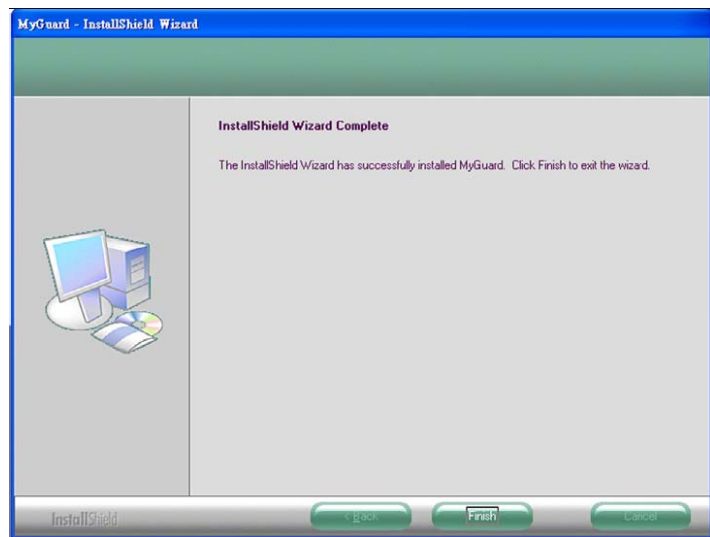 MyGuard - InstallShield Wizard
InstallShield Wizard Complete
The InstallShield Wizard has successfully installed MyGuard. Click Finish to exit the wizard.
InstallShield
< Back
Finish
Cancel